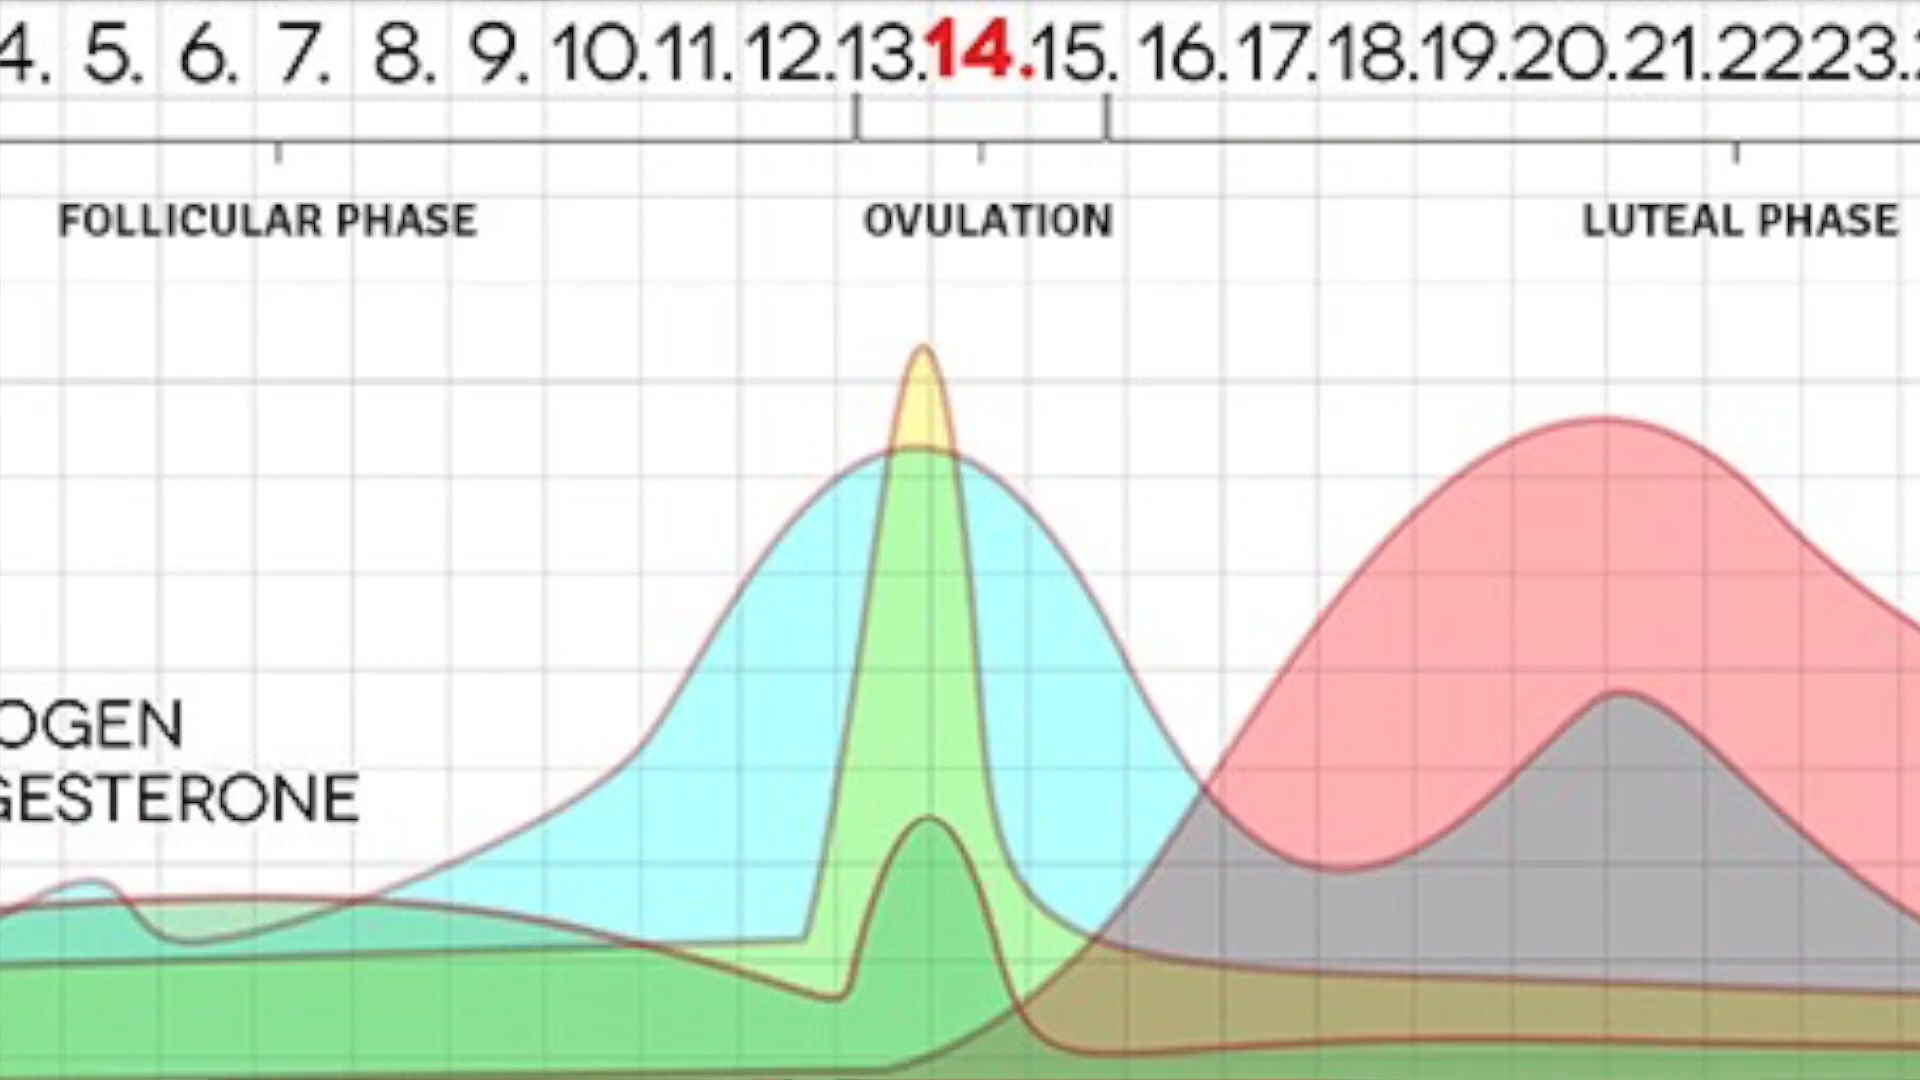 4. 5. 6. 7. 8. 9. 10.11.12.13.14.15. 16.17.18.19.20.21.22.23.
FOLLICULAR PHASE OVULATION LUTEAL PHASE
OGEN
GESTERONE